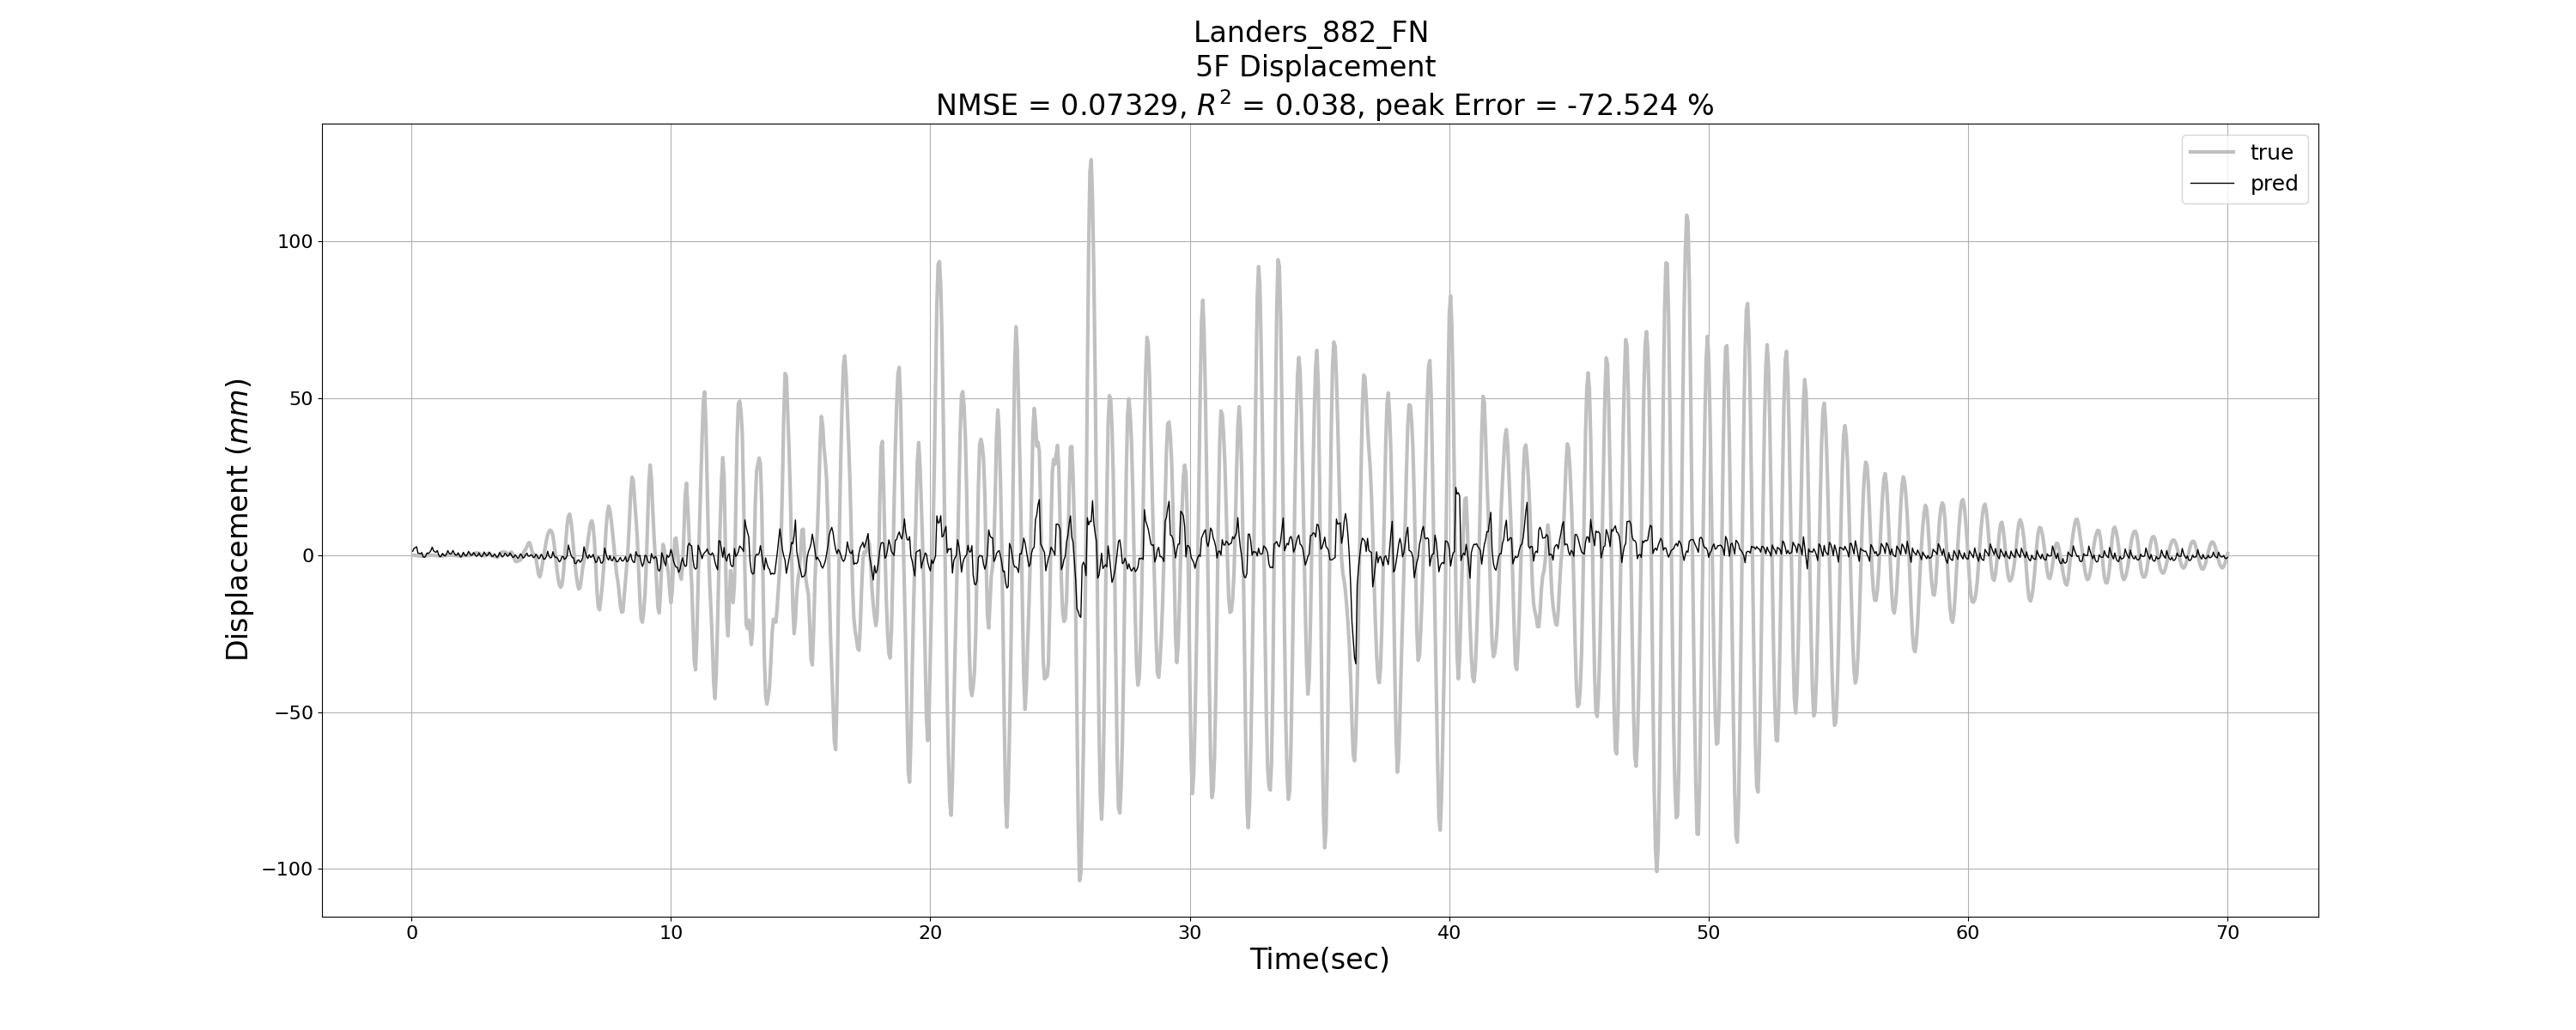 Landers_882_FN
5F Displacement
NMSE = 0.07329, R² = 0.038, peak Error = -72.524 %
true
pred
100
50
0
−50
−100
Displacement (mm)
0 10 20 30 40 50 60 70
Time(sec)